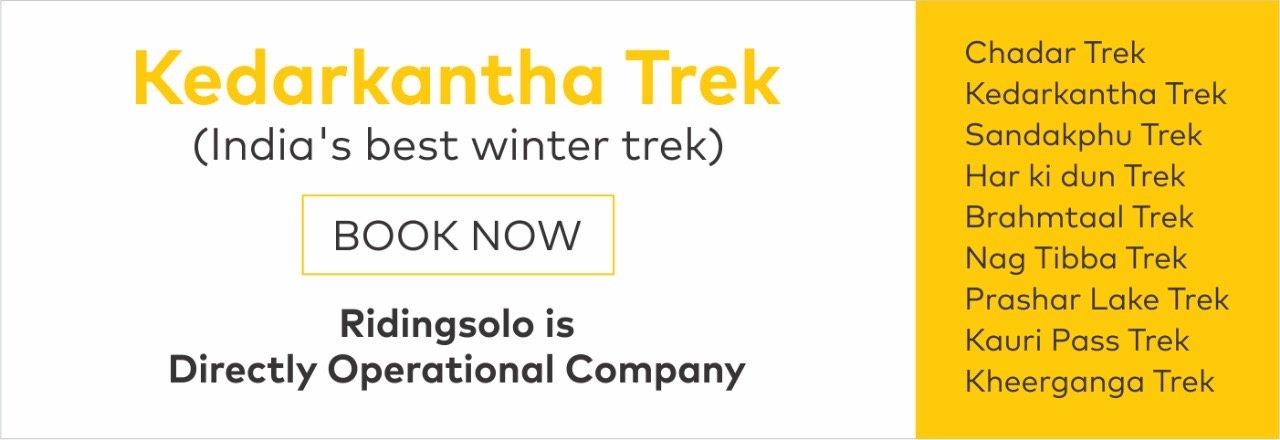 Kedarkantha Trek
(India's best winter trek)
BOOK NOW
Ridingsolo is
Directly Operational Company
Chadar Trek
Kedarkantha Trek
Sandakphu Trek
Har ki dun Trek
Brahmtaal Trek
Nag Tibba Trek
Prashar Lake Trek
Kauri Pass Trek
Kheerganga Trek